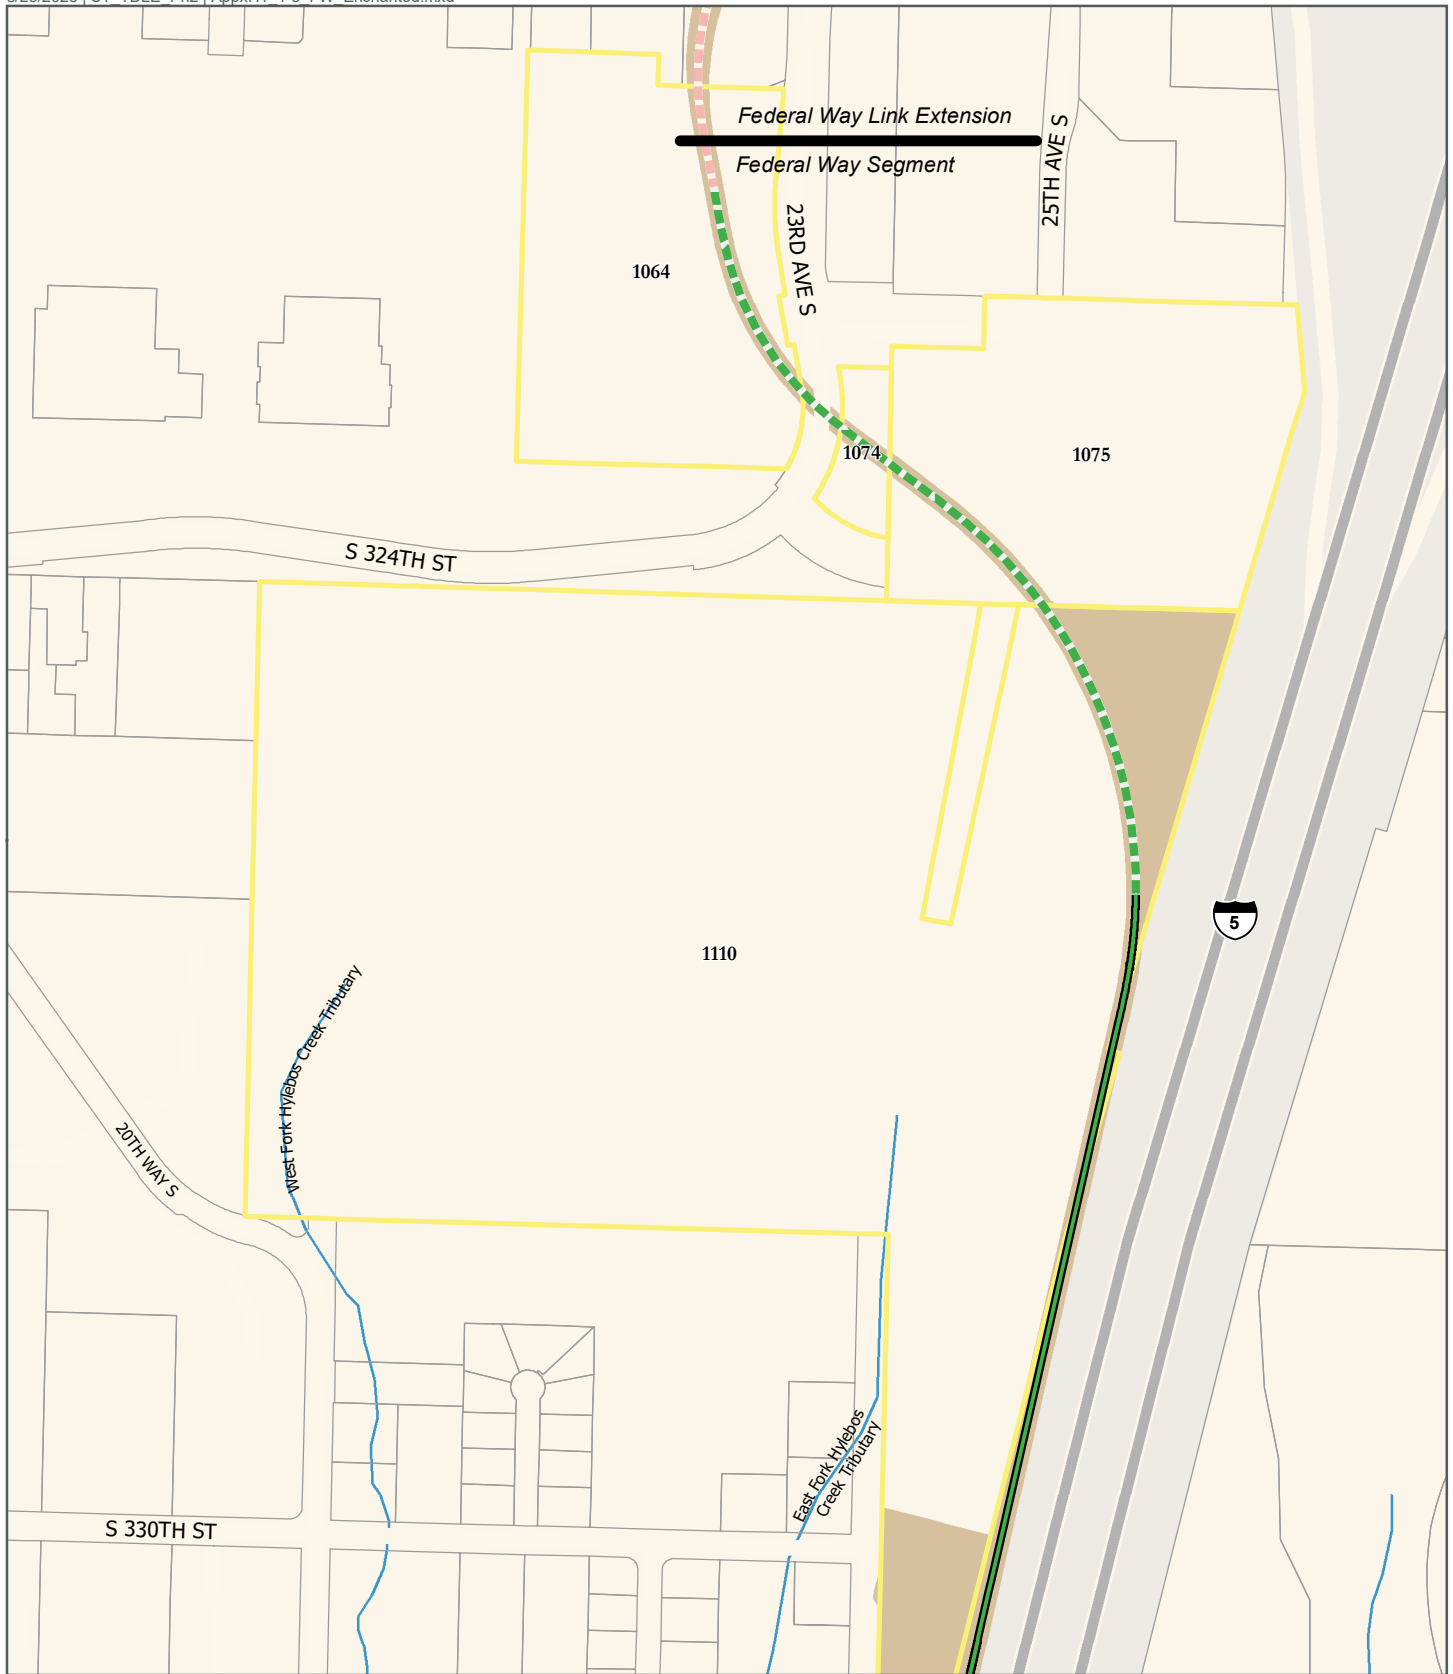 Federal Way Link Extension
Federal Way Segment
25TH AVE S
23RD AVE S
1064
1074
1075
S 324TH ST
5
1110
West Fork Hylebos Creek Tributary
20TH WAY S
East Fork Hylebos
Creek Tributary
S 330TH ST